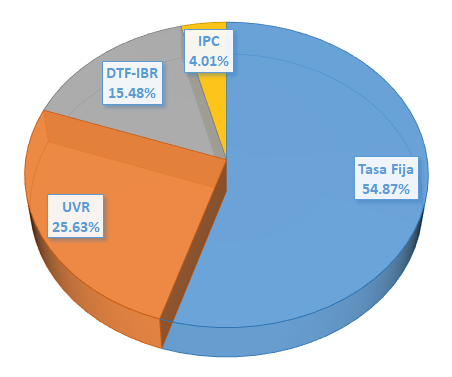 IPC
4.01%
DTF-IBR
15.48%
Tasa Fija
54.87%
UVR
25.63%